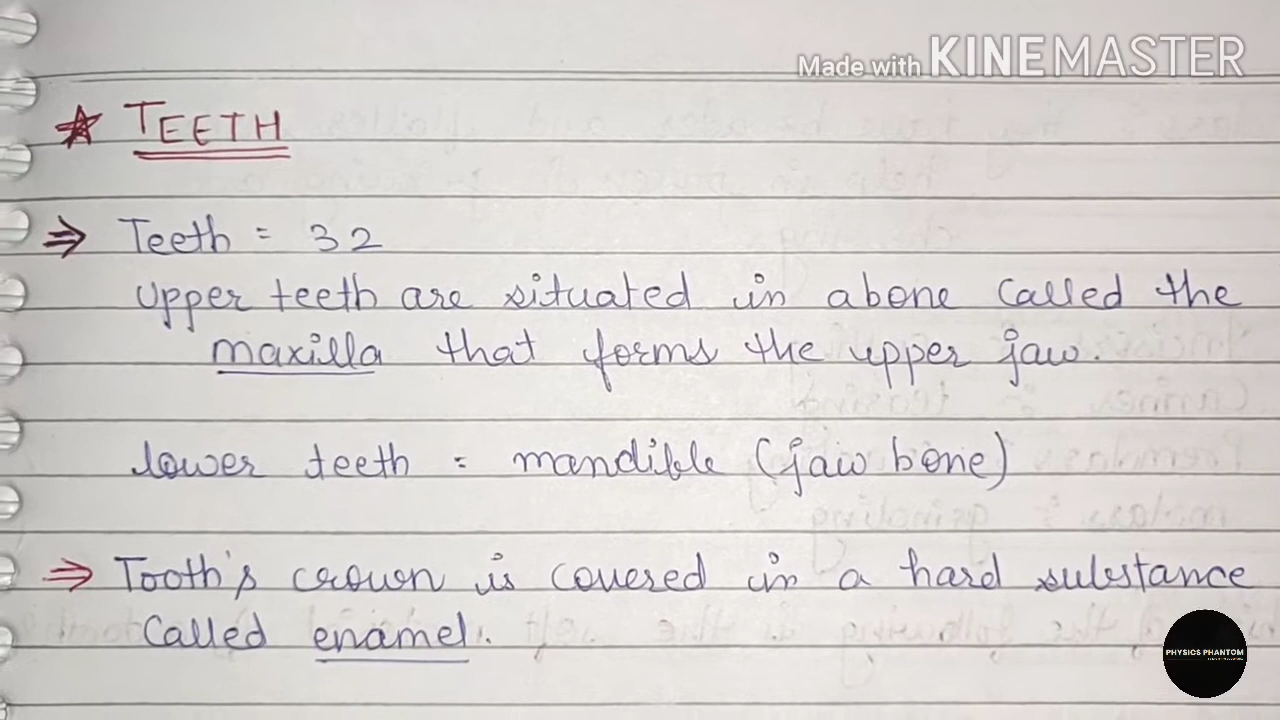 Made with KINEMASTER
★ TEETH
⇒ Teeth = 32
upper teeth are situated in a bone called the
maxilla that forms the upper jaw.
lower teeth = mandible (jaw bone)
⇒ Tooth's crown is covered in a hard substance
called enamel.
PHYSICS PHANTOM